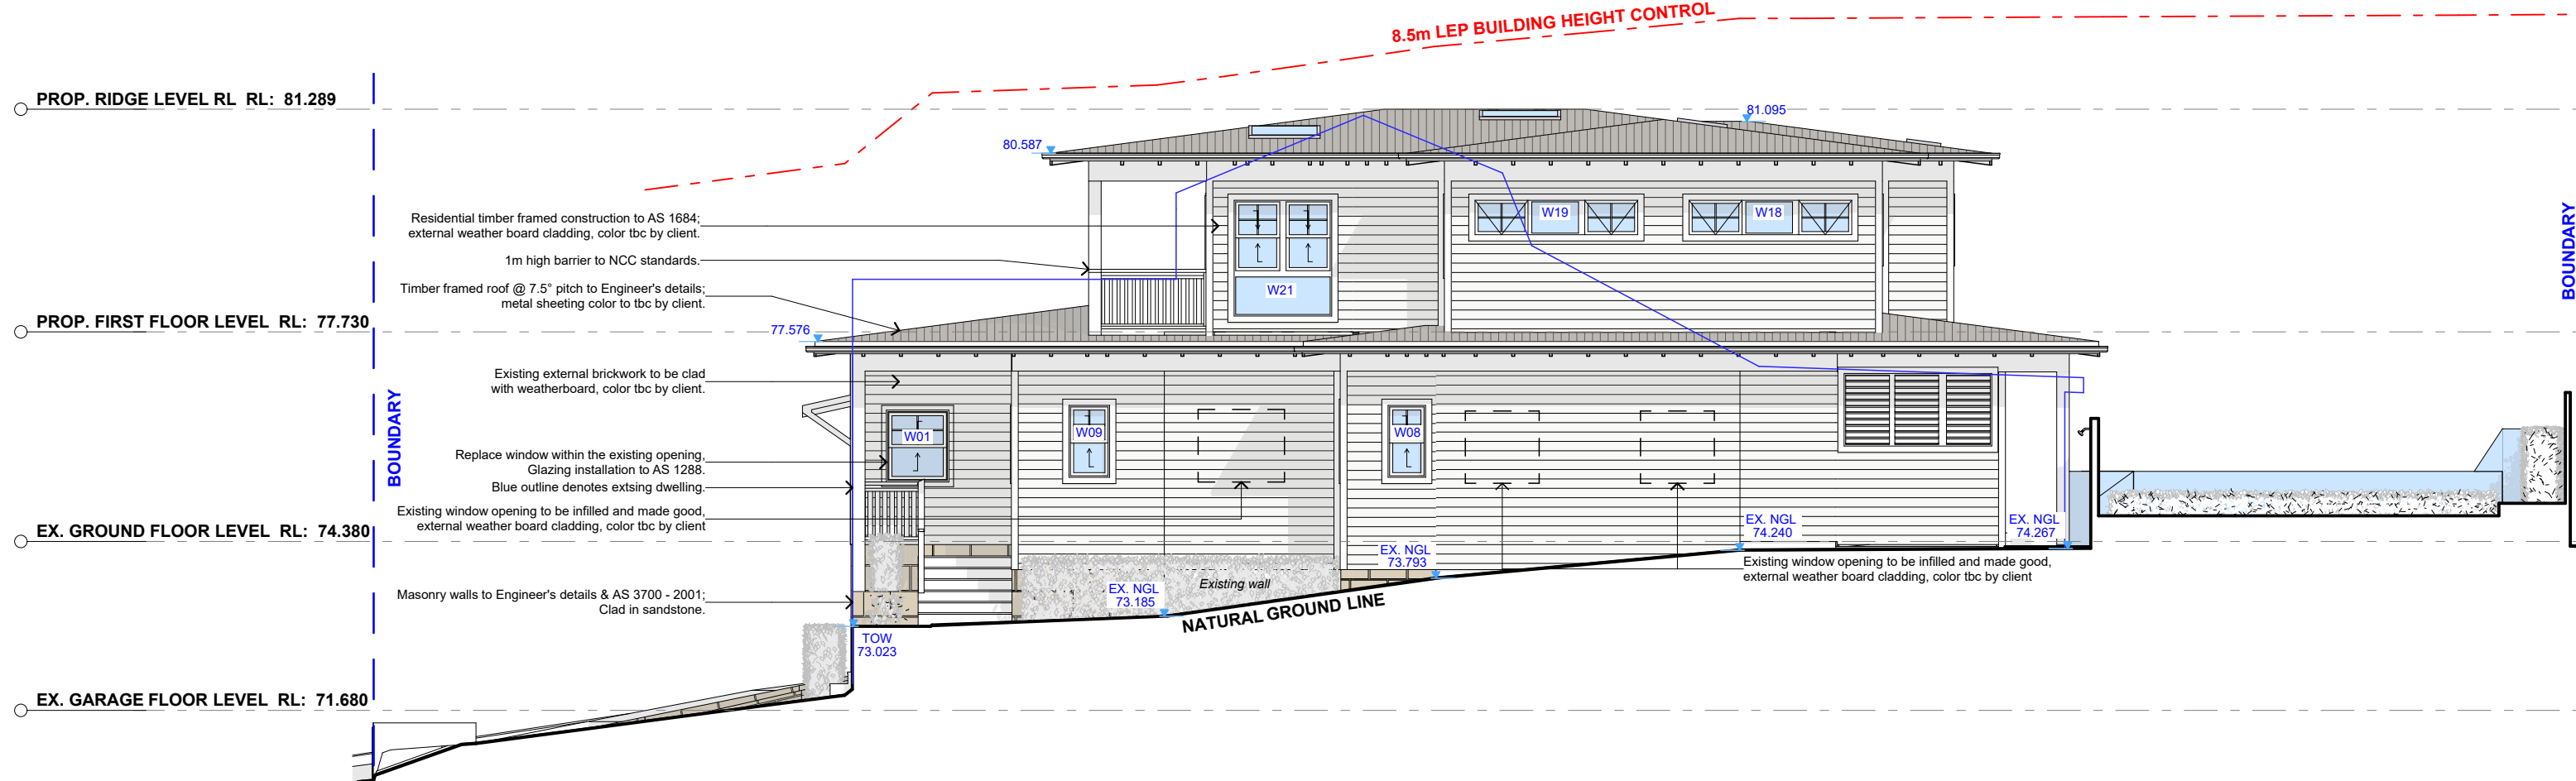 8.5m LEP BUILDING HEIGHT CONTROL
PROP. RIDGE LEVEL RL RL: 81.289
81.095
80.587
BOUNDARY
Residential timber framed construction to AS 1684;
external weather board cladding, color tbc by client.
W19
W18
1m high barrier to NCC standards.
Timber framed roof @ 7.5° pitch to Engineer's details;
metal sheeting color to tbc by client.
W21
PROP. FIRST FLOOR LEVEL RL: 77.730
77.576
Existing external brickwork to be clad
with weatherboard, color tbc by client.
BOUNDARY
W01
W09
W08
Replace window within the existing opening,
Glazing installation to AS 1288.
Blue outline denotes extsing dwelling.
Existing window opening to be infilled and made good,
external weather board cladding, color tbc by client
EX. GROUND FLOOR LEVEL RL: 74.380
EX. NGL
74.240
EX. NGL
74.267
EX. NGL
73.793
Existing window opening to be infilled and made good,
external weather board cladding, color tbc by client
Existing wall
EX. NGL
73.185
NATURAL GROUND LINE
Masonry walls to Engineer's details & AS 3700 - 2001;
Clad in sandstone.
TOW
73.023
EX. GARAGE FLOOR LEVEL RL: 71.680